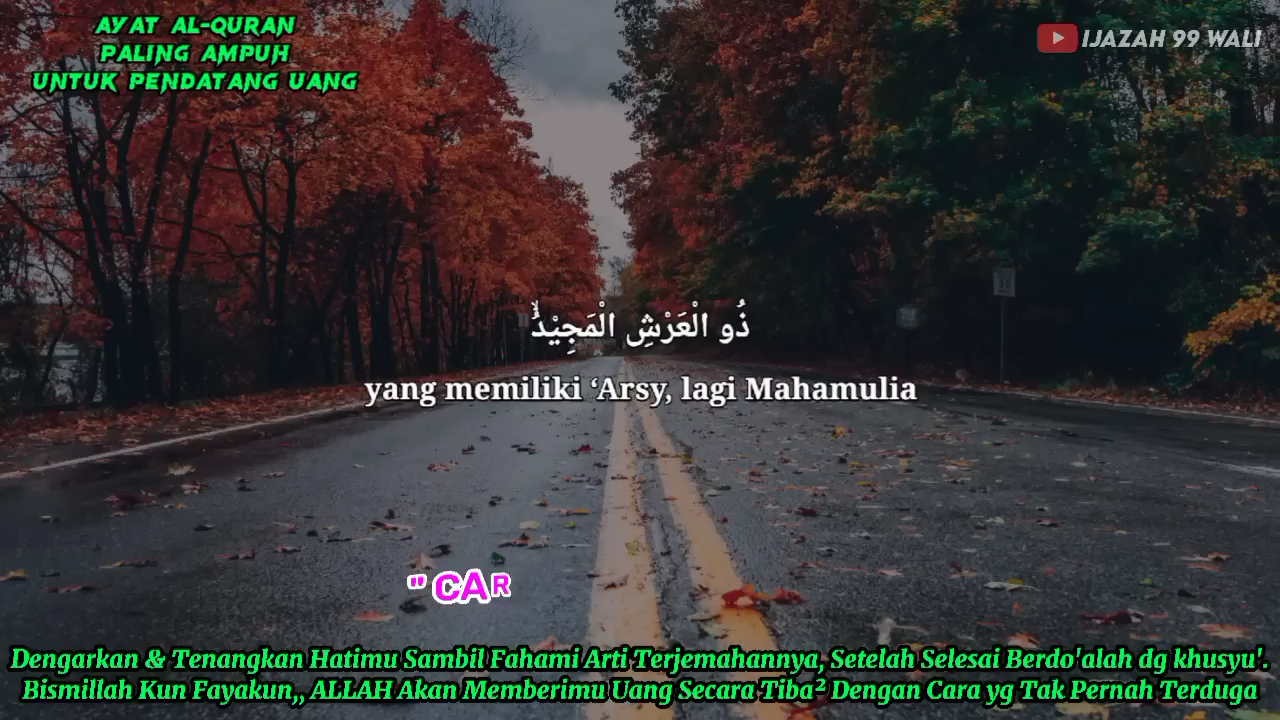 AYAT AL-QURAN
PALING AMPUH
UNTUK PENDATANG UANG
IJAZAH 99 WALI
ذُو الْعَرْشِ الْمَجِيْدُۙ
yang memiliki ‘Arsy, lagi Mahamulia
" CAR
Dengarkan & Tenangkan Hatimu Sambil Fahami Arti Terjemahannya, Setelah Selesai Berdo'alah dg khusyu'.
Bismillah Kun Fayakun,, ALLAH Akan Memberimu Uang Secara Tiba² Dengan Cara yg Tak Pernah Terduga